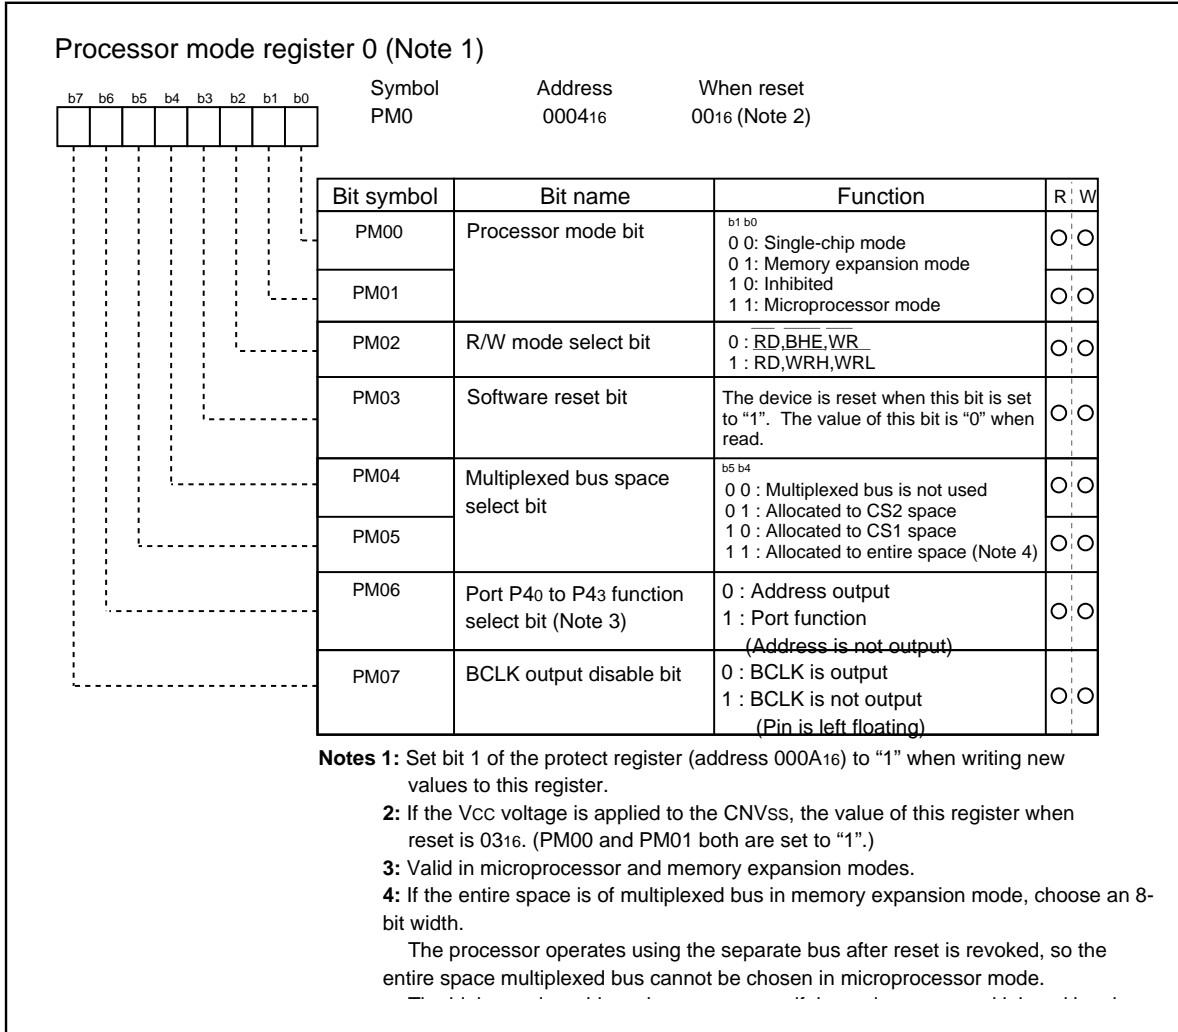 Processor mode register 0 (Note 1)
b7 b6 b5 b4 b3 b2 b1 b0
Symbol Address When reset
PM0 000416 0016 (Note 2)
Bit symbol Bit name Function R W
PM00 Processor mode bit
b1 b0
0 0: Single-chip mode
0 1: Memory expansion mode
1 0: Inhibited
1 1: Microprocessor mode
PM01
PM02 R/W mode select bit
0 : RD,BHE,WR
1 : RD,WRH,WRL
PM03 Software reset bit
The device is reset when this bit is set
to “1”. The value of this bit is “0” when
read.
PM04 Multiplexed bus space
select bit
b5 b4
0 0 : Multiplexed bus is not used
0 1 : Allocated to CS2 space
1 0 : Allocated to CS1 space
1 1 : Allocated to entire space (Note 4)
PM05
PM06 Port P40 to P43 function
select bit (Note 3)
0 : Address output
1 : Port function
(Address is not output)
PM07 BCLK output disable bit
0 : BCLK is output
1 : BCLK is not output
(Pin is left floating)
Notes 1: Set bit 1 of the protect register (address 000A16) to “1” when writing new
values to this register.
2: If the VCC voltage is applied to the CNVSS, the value of this register when
reset is 0316. (PM00 and PM01 both are set to “1”.)
3: Valid in microprocessor and memory expansion modes.
4: If the entire space is of multiplexed bus in memory expansion mode, choose an 8-
bit width.
The processor operates using the separate bus after reset is revoked, so the
entire space multiplexed bus cannot be chosen in microprocessor mode.